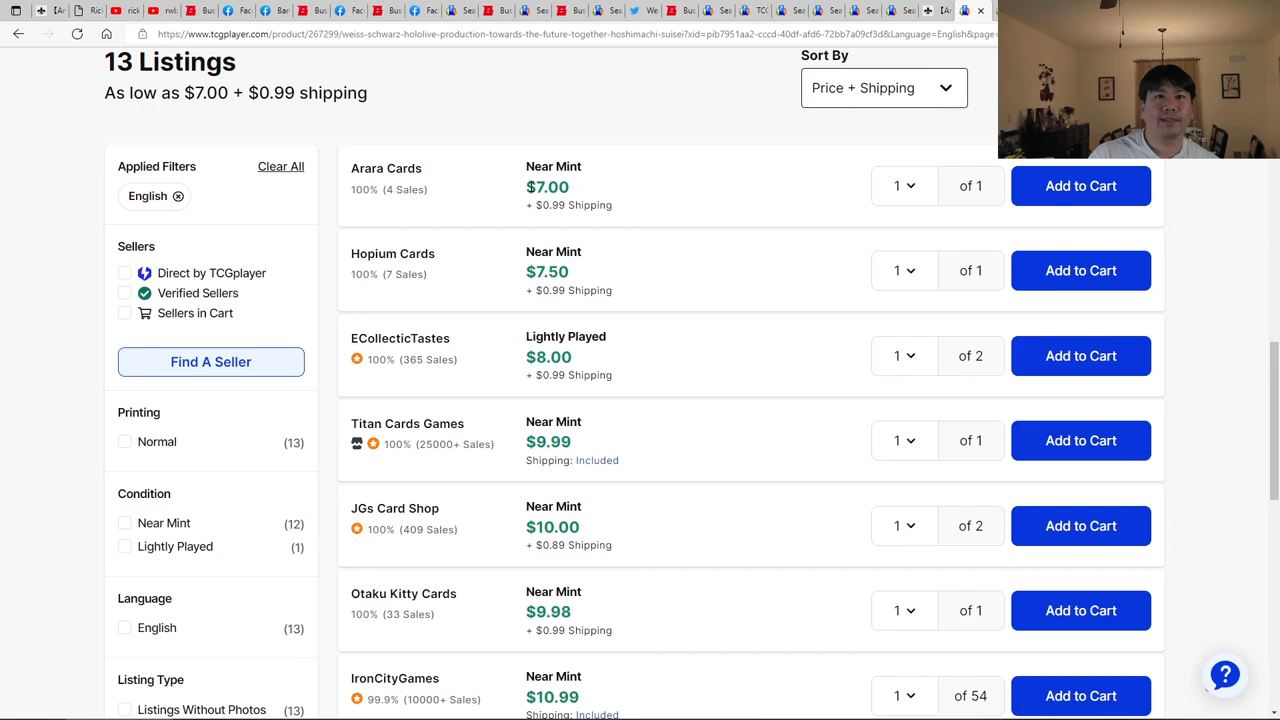 https://www.tcgplayer.com/product/267299/weiss-schwarz-hololive-production-towards-the-future-together-hoshimachi-suisei?xid=pib7951aa2-cccd-40df-afd6-72bb7a09cf3d&Language=English&page=
13 Listings
As low as $7.00 + $0.99 shipping
Sort By
Price + Shipping
Applied Filters
Clear All
English
Sellers
Direct by TCGplayer
Verified Sellers
Sellers in Cart
Find A Seller
Printing
Normal (13)
Condition
Near Mint (12)
Lightly Played (1)
Language
English (13)
Listing Type
Listings Without Photos (13)
Arara Cards
100% (4 Sales)
Near Mint
$7.00
+ $0.99 Shipping
1 of 1
Add to Cart
Hopium Cards
100% (7 Sales)
Near Mint
$7.50
+ $0.99 Shipping
1 of 1
Add to Cart
ECollecticTastes
100% (365 Sales)
Lightly Played
$8.00
+ $0.99 Shipping
1 of 2
Add to Cart
Titan Cards Games
100% (25000+ Sales)
Near Mint
$9.99
Shipping: Included
1 of 1
Add to Cart
JGs Card Shop
100% (409 Sales)
Near Mint
$10.00
+ $0.89 Shipping
1 of 2
Add to Cart
Otaku Kitty Cards
100% (33 Sales)
Near Mint
$9.98
+ $0.99 Shipping
1 of 1
Add to Cart
IronCityGames
99.9% (10000+ Sales)
Near Mint
$10.99
Shipping: Included
1 of 54
Add to Cart